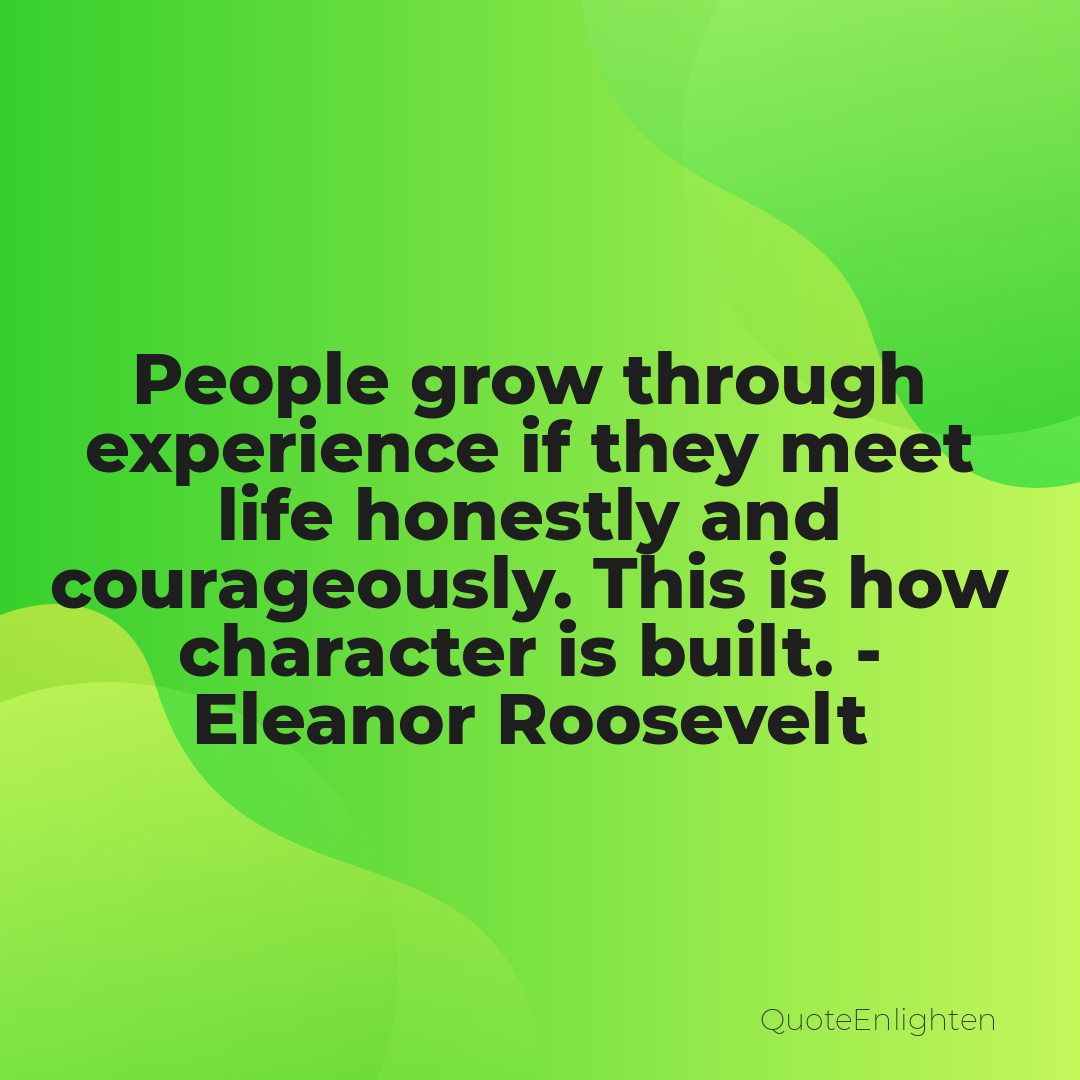 People grow through
experience if they meet
life honestly and
courageously. This is how
character is built. -
Eleanor Roosevelt
QuoteEnlighten